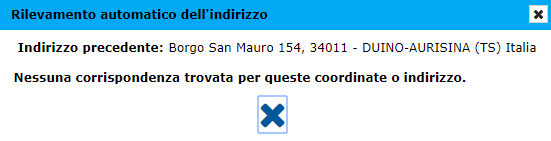 Rilevamento automatico dell'indirizzo
Indirizzo precedente: Borgo San Mauro 154, 34011 - DUINO-AURISINA (TS) Italia
Nessuna corrispondenza trovata per queste coordinate o indirizzo.